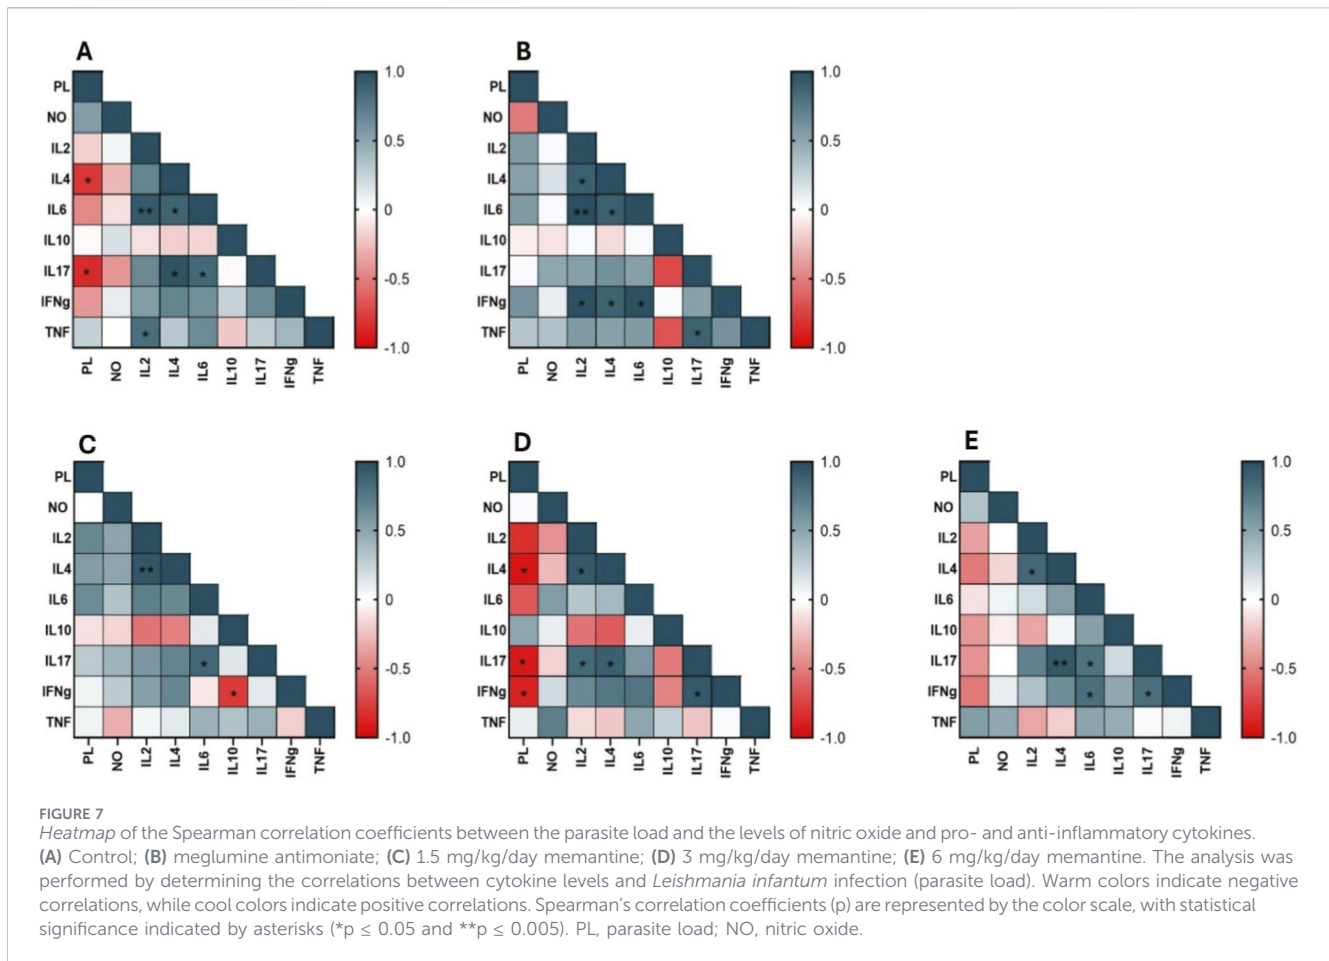 A
PL
NO
IL2
IL4
IL6
IL10
IL17
IFNg
TNF
*
** *
*
* *
*
PL NO IL2 IL4 IL6 IL10 IL17 IFNg TNF
1.0
0.5
0
-0.5
-1.0
B
PL
NO
IL2
IL4
IL6
IL10
IL17
IFNg
TNF
*
** *
* * *
*
PL NO IL2 IL4 IL6 IL10 IL17 IFNg TNF
1.0
0.5
0
-0.5
-1.0
C
PL
NO
IL2
IL4
IL6
IL10
IL17
IFNg
TNF
**
*
*
PL NO IL2 IL4 IL6 IL10 IL17 IFNg TNF
1.0
0.5
0
-0.5
-1.0
D
PL
NO
IL2
IL4
IL6
IL10
IL17
IFNg
TNF
* *
* * *
* *
PL NO IL2 IL4 IL6 IL10 IL17 IFNg TNF
1.0
0.5
0
-0.5
-1.0
E
PL
NO
IL2
IL4
IL6
IL10
IL17
IFNg
TNF
*
** *
* *
PL NO IL2 IL4 IL6 IL10 IL17 IFNg TNF
1.0
0.5
0
-0.5
-1.0
FIGURE 7
Heatmap of the Spearman correlation coefficients between the parasite load and the levels of nitric oxide and pro- and anti-inflammatory cytokines.
(A) Control; (B) meglumine antimoniate; (C) 1.5 mg/kg/day memantine; (D) 3 mg/kg/day memantine; (E) 6 mg/kg/day memantine. The analysis was
performed by determining the correlations between cytokine levels and Leishmania infantum infection (parasite load). Warm colors indicate negative
correlations, while cool colors indicate positive correlations. Spearman's correlation coefficients (p) are represented by the color scale, with statistical
significance indicated by asterisks (*p ≤ 0.05 and **p ≤ 0.005). PL, parasite load; NO, nitric oxide.